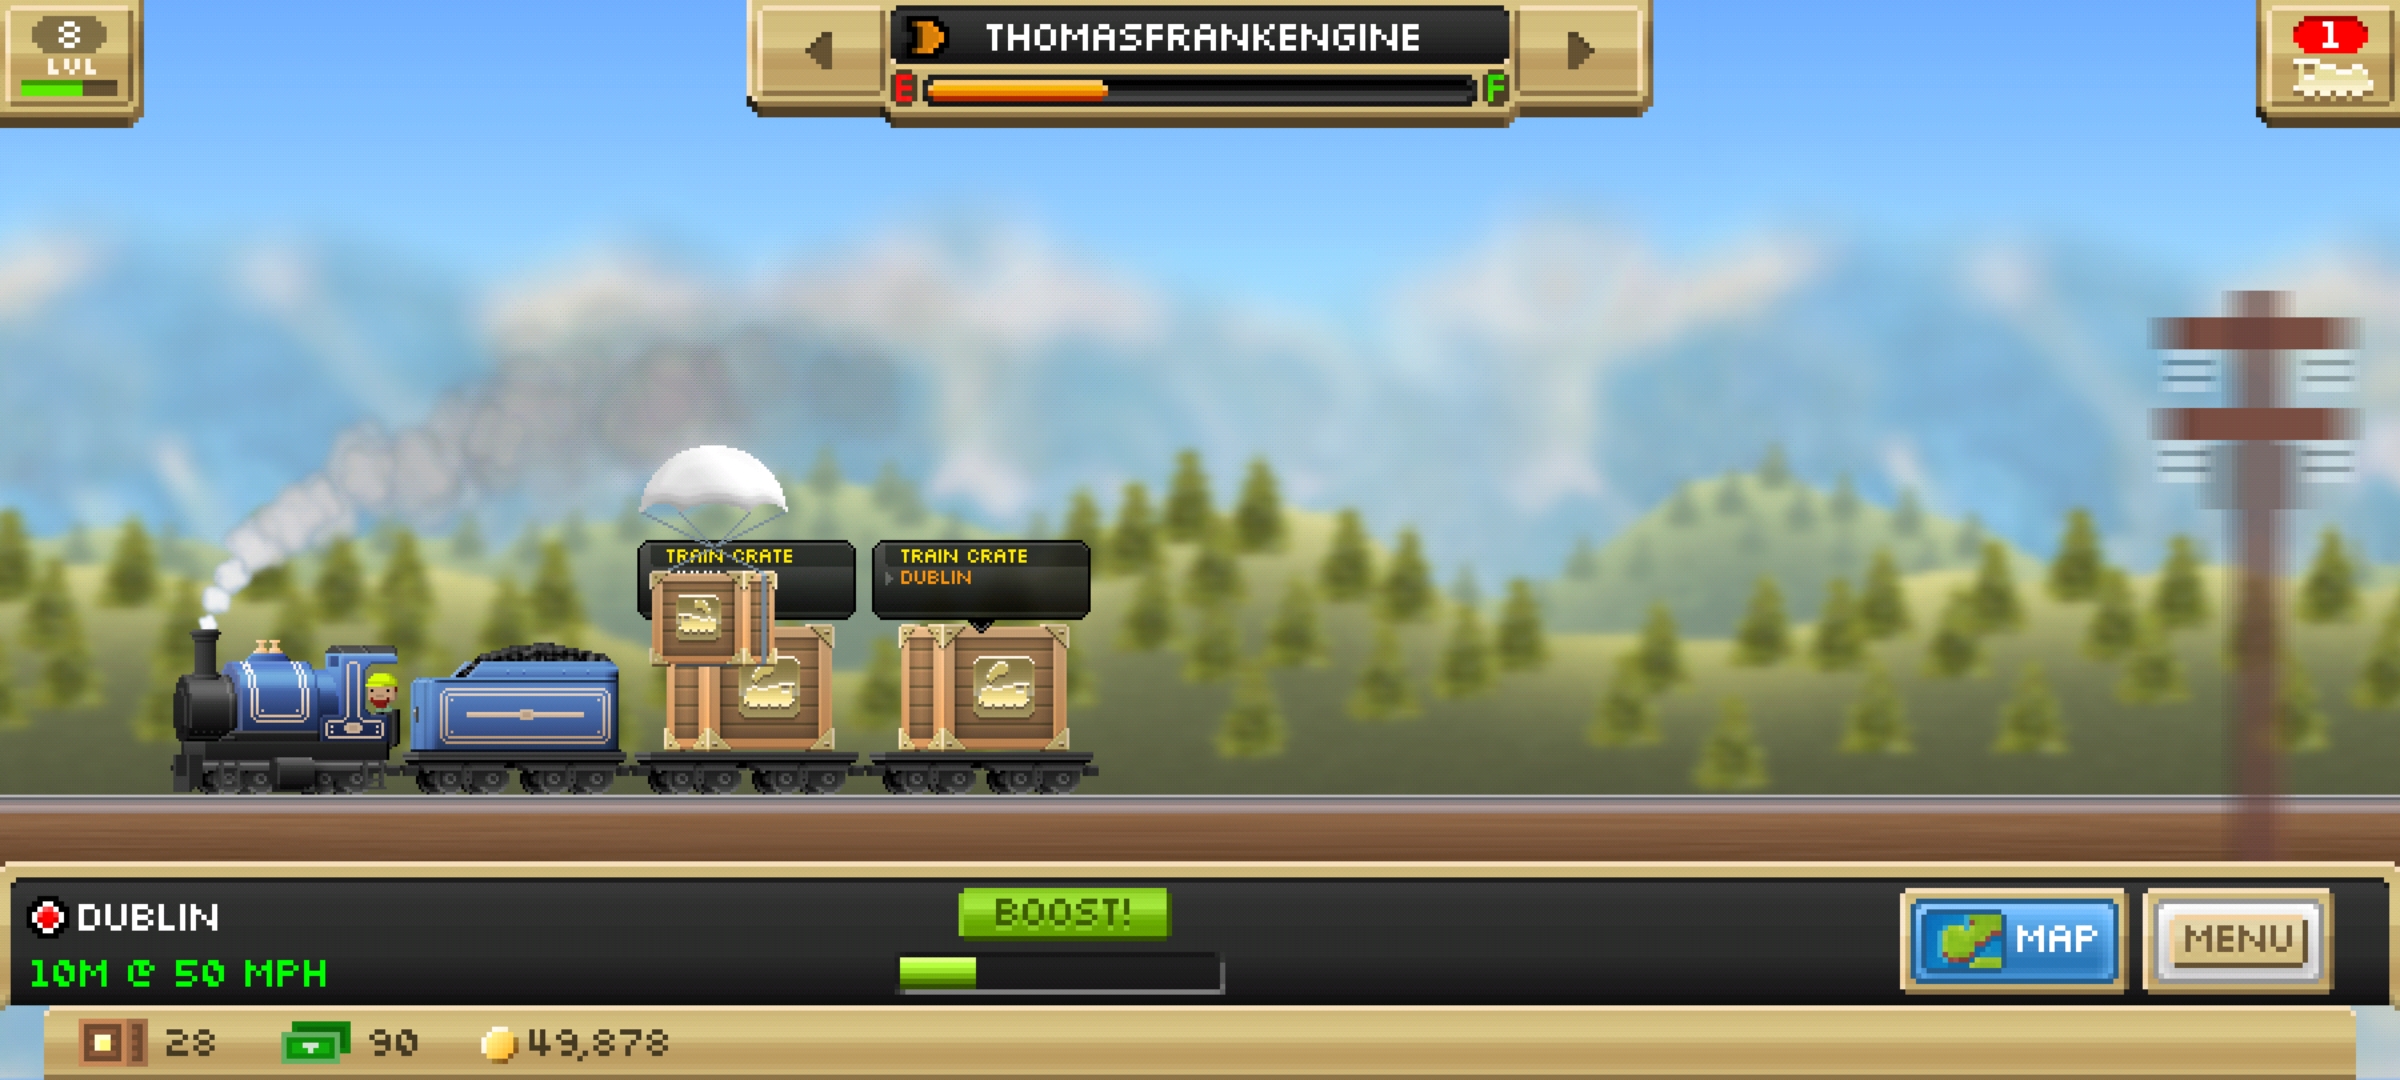 8
LVL
THOMASFRANKENGINE
E F
1
TRAIN CRATE
TRAIN CRATE
DUBLIN
DUBLIN
10M @ 50 MPH
BOOST!
MAP
MENU
28
90
49,878